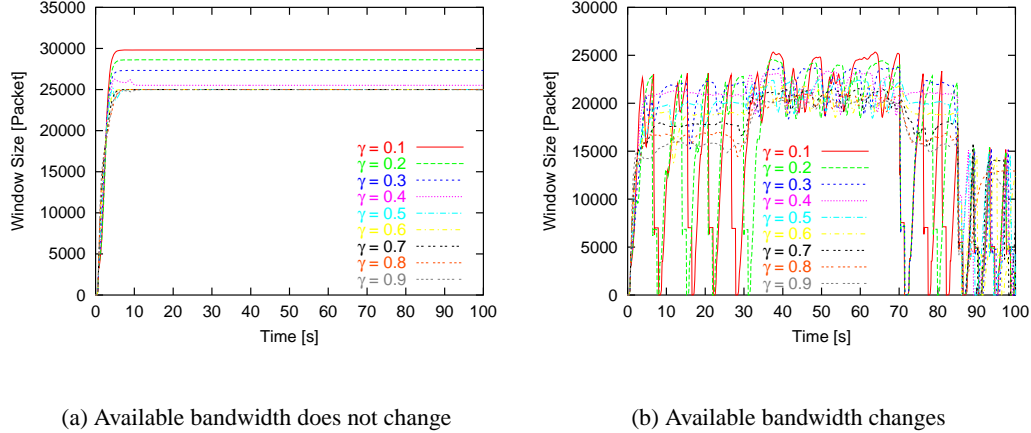 35000
30000
25000
20000
15000
10000
5000
0
Window Size [Packet]
γ = 0.1
γ = 0.2
γ = 0.3
γ = 0.4
γ = 0.5
γ = 0.6
γ = 0.7
γ = 0.8
γ = 0.9
0 10 20 30 40 50 60 70 80 90 100
Time [s]
(a) Available bandwidth does not change
30000
25000
20000
15000
10000
5000
0
Window Size [Packet]
γ = 0.1
γ = 0.2
γ = 0.3
γ = 0.4
γ = 0.5
γ = 0.6
γ = 0.7
γ = 0.8
γ = 0.9
0 10 20 30 40 50 60 70 80 90 100
Time [s]
(b) Available bandwidth changes